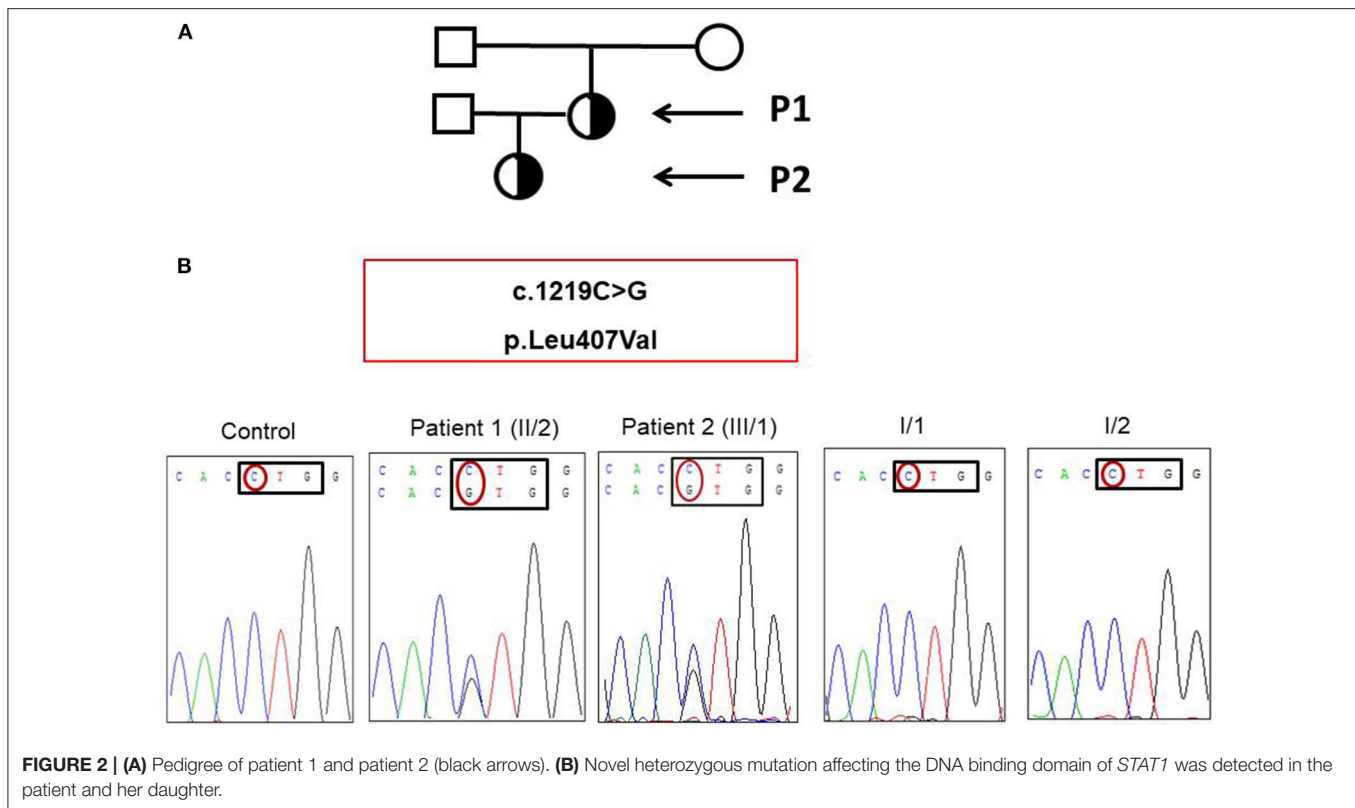 A
P1
P2
B
c.1219C>G
p.Leu407Val
Control
Patient 1 (II/2)
Patient 2 (III/1)
I/1
I/2
C A C C T G G
C A C C T G G
C A C G T G G
C A C C T G G
C A C G T G G
C A C C T G G
C A C C T G G
FIGURE 2 | (A) Pedigree of patient 1 and patient 2 (black arrows). (B) Novel heterozygous mutation affecting the DNA binding domain of STAT1 was detected in the
patient and her daughter.